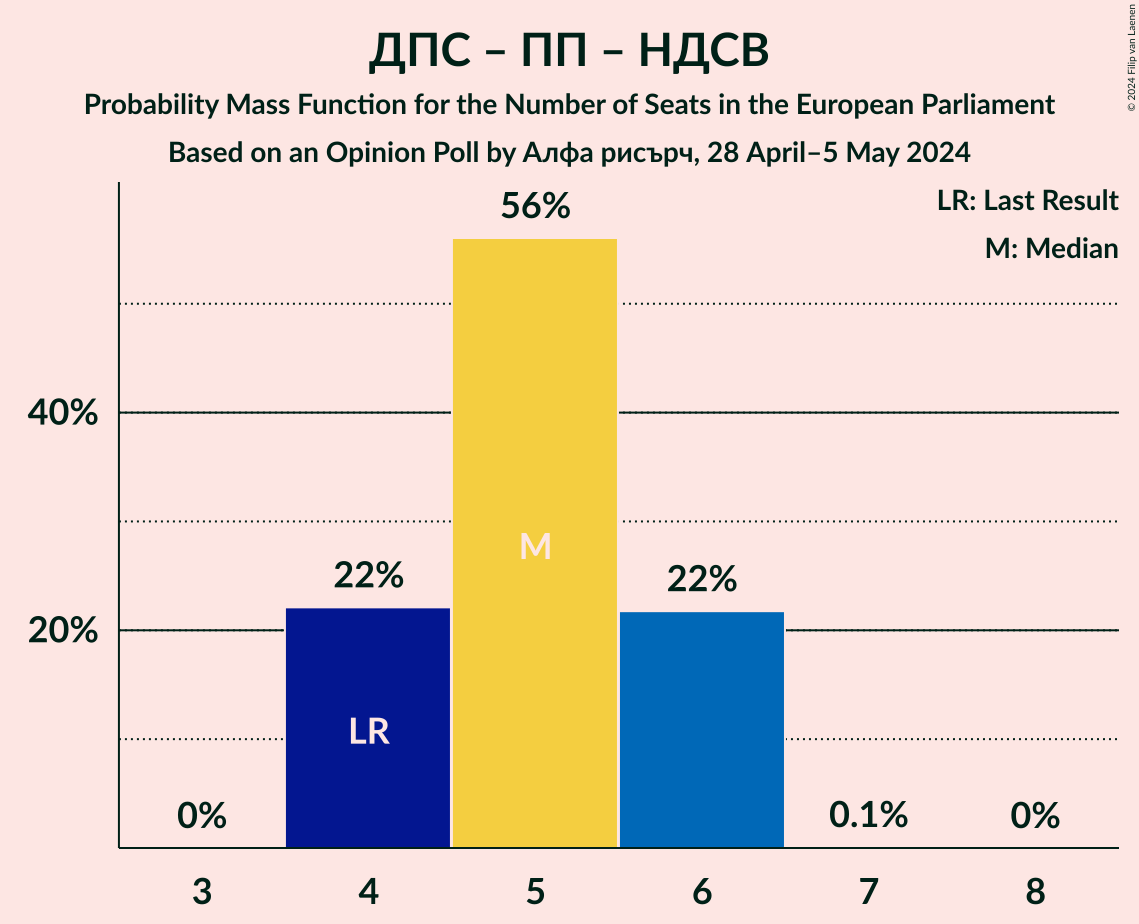 ДПС – ПП – НДСВ
Probability Mass Function for the Number of Seats in the European Parliament
Based on an Opinion Poll by Алфа рисърч, 28 April–5 May 2024
© 2024 Filip van Laenen
LR: Last Result
M: Median
56%
40%
M
22%
22%
20%
LR
0%
0.1%
0%
3
4
5
6
7
8